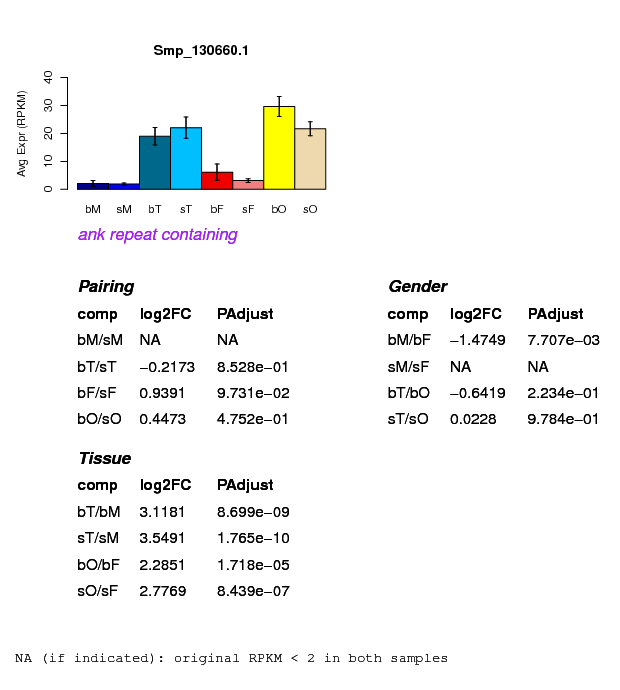 Smp_130660.1
Avg Expr (RPKM)
0 10 20 30 40
bM sM bT sT bF sF bO sO
ank repeat containing
Pairing
comp log2FC PAdjust
bM/sM NA NA
bT/sT −0.2173 8.528e−01
bF/sF 0.9391 9.731e−02
bO/sO 0.4473 4.752e−01
Gender
comp log2FC PAdjust
bM/bF −1.4749 7.707e−03
sM/sF NA NA
bT/bO −0.6419 2.234e−01
sT/sO 0.0228 9.784e−01
Tissue
comp log2FC PAdjust
bT/bM 3.1181 8.699e−09
sT/sM 3.5491 1.765e−10
bO/bF 2.2851 1.718e−05
sO/sF 2.7769 8.439e−07
NA (if indicated): original RPKM < 2 in both samples